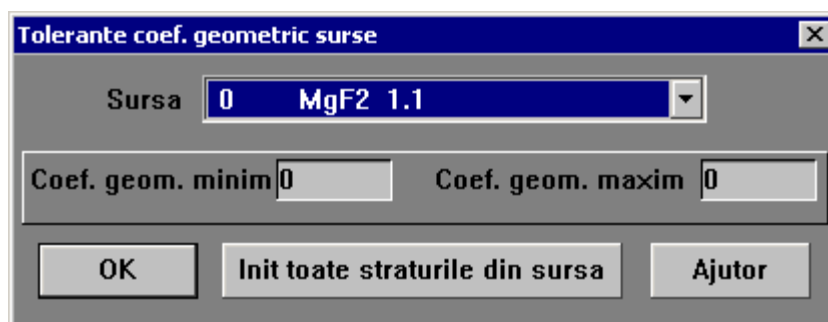 Tolerante coef. geometric surse
Sursa 0 MgF2 1.1
Coef. geom. minim 0 Coef. geom. maxim 0
OK Init toate straturile din sursa Ajutor